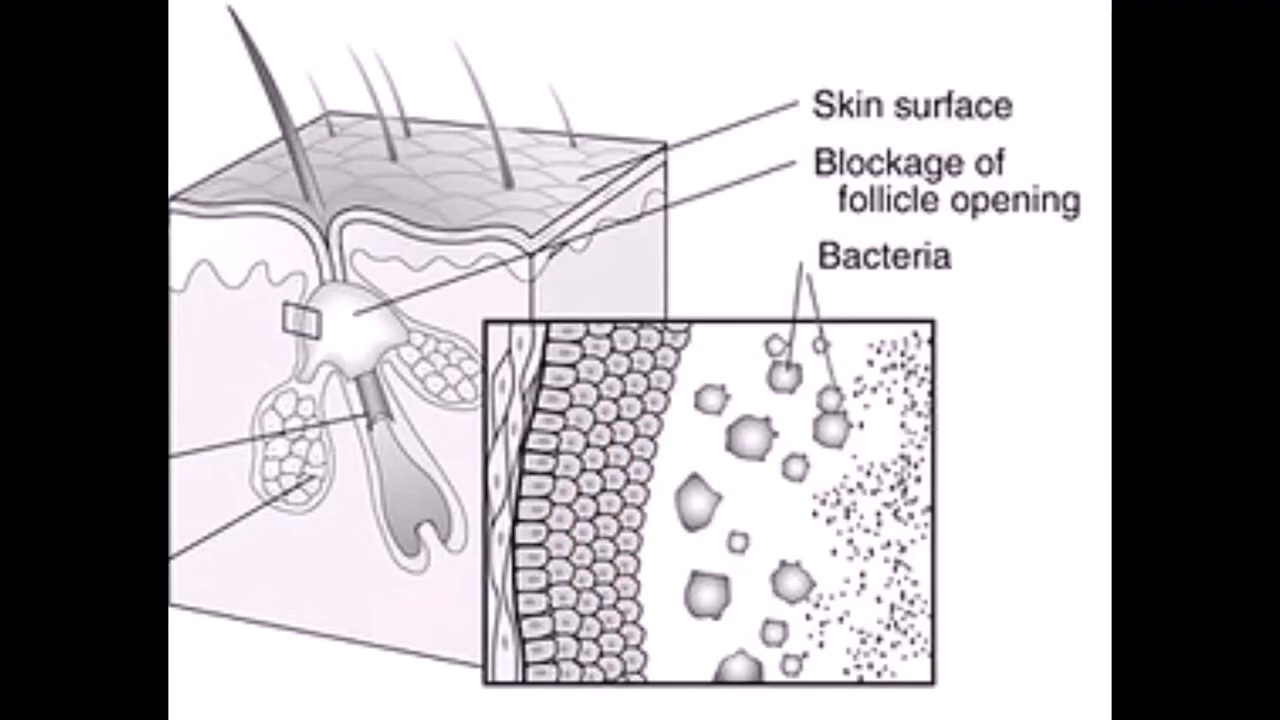 Skin surface
Blockage of
follicle opening
Bacteria